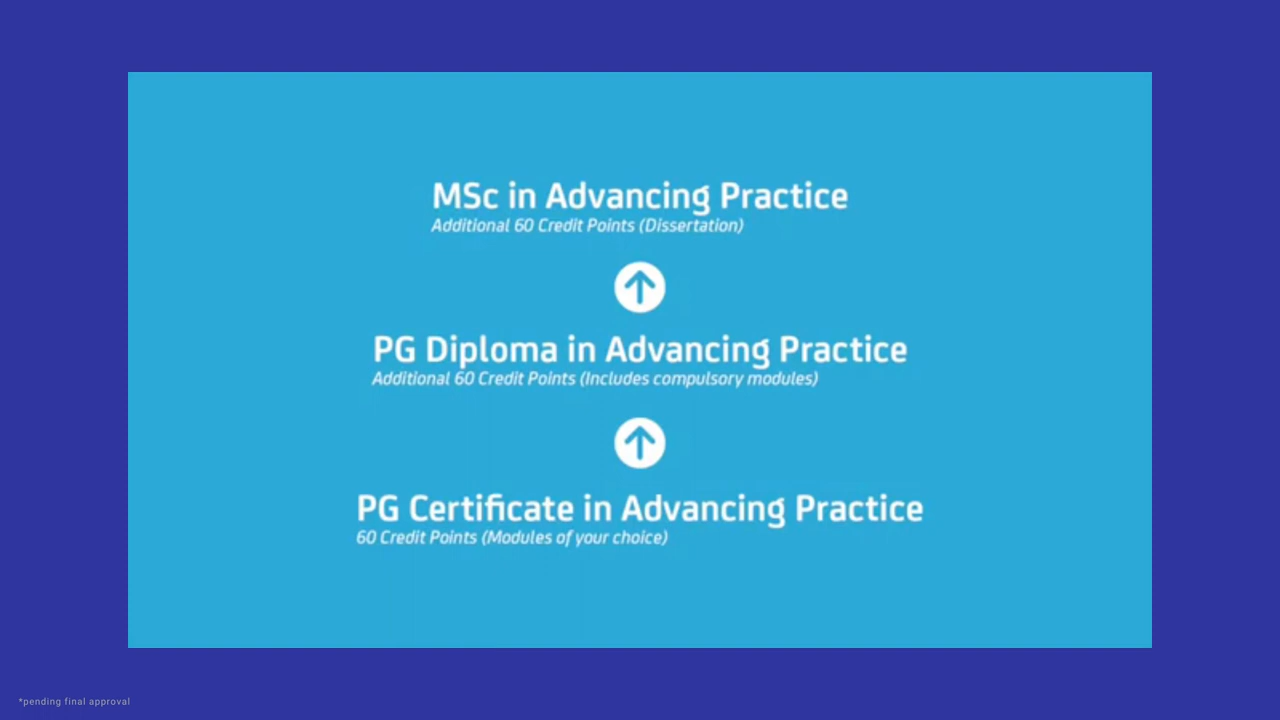 MSc in Advancing Practice
Additional 60 Credit Points (Dissertation)
PG Diploma in Advancing Practice
Additional 60 Credit Points (Includes compulsory modules)
PG Certificate in Advancing Practice
60 Credit Points (Modules of your choice)
*pending final approval